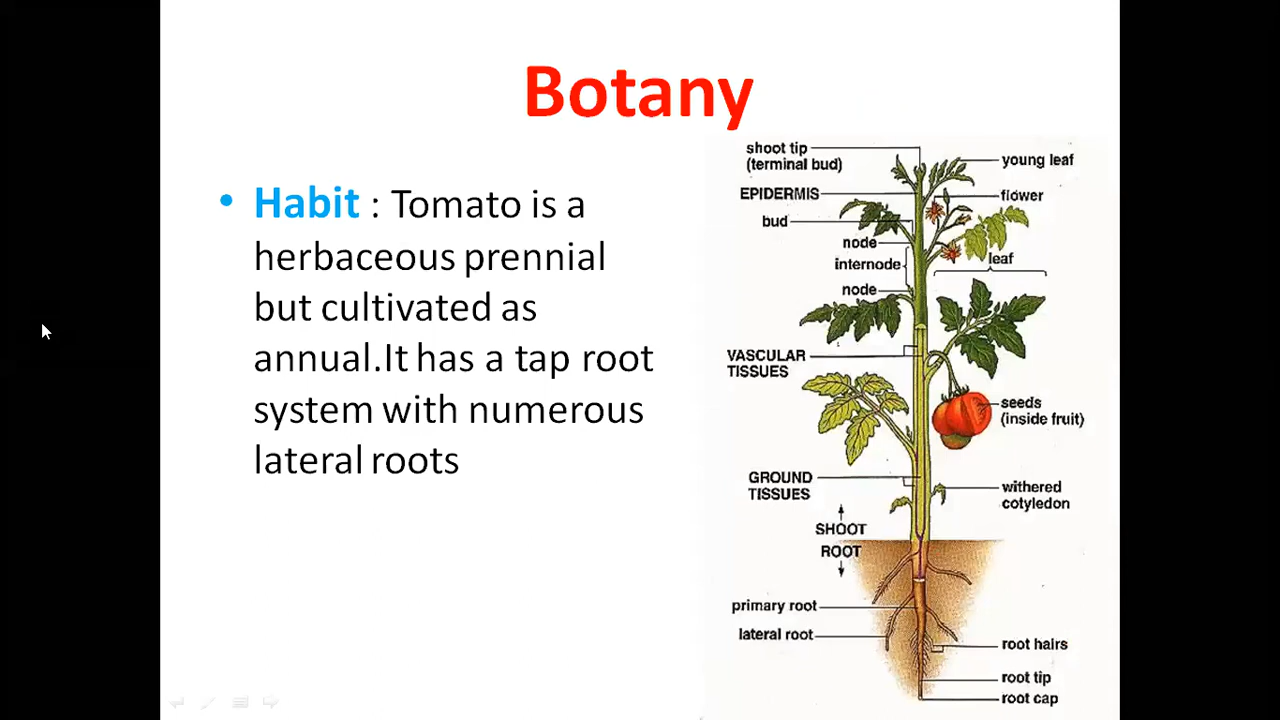 Botany
• Habit : Tomato is a
herbaceous prennial
but cultivated as
annual.It has a tap root
system with numerous
lateral roots
shoot tip
(terminal bud)
young leaf
EPIDERMIS
flower
bud
node
internode
leaf
node
VASCULAR
TISSUES
seeds
(inside fruit)
GROUND
TISSUES
withered
cotyledon
SHOOT
ROOT
primary root
lateral root
root hairs
root tip
root cap